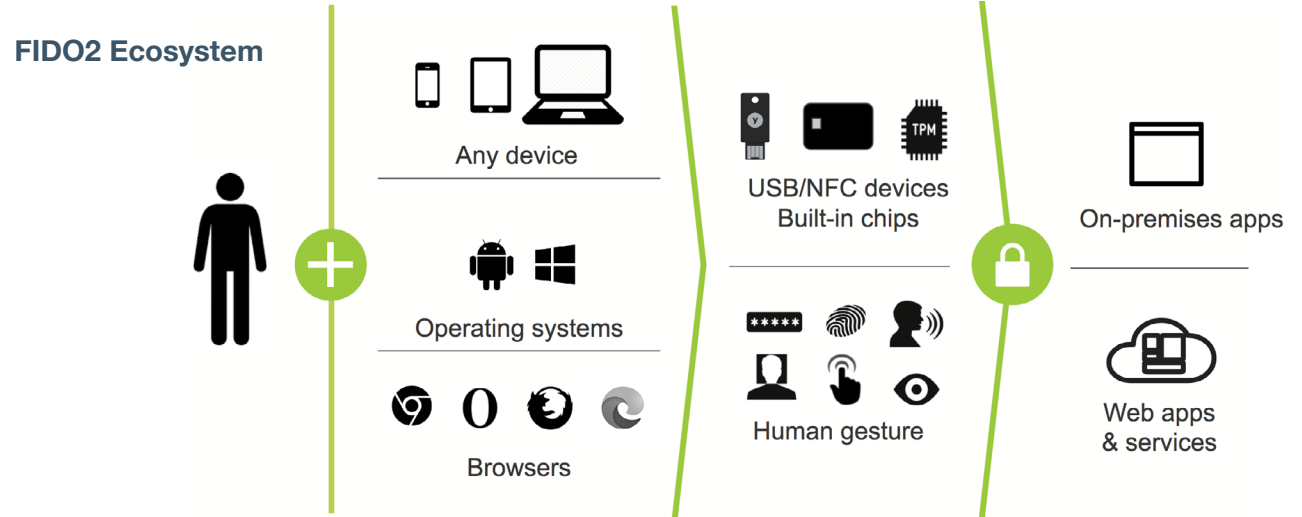 FIDO2 Ecosystem
Any device
Operating systems
Browsers
Y
TPM
USB/NFC devices
Built-in chips
*****
Human gesture
On-premises apps
Web apps
& services